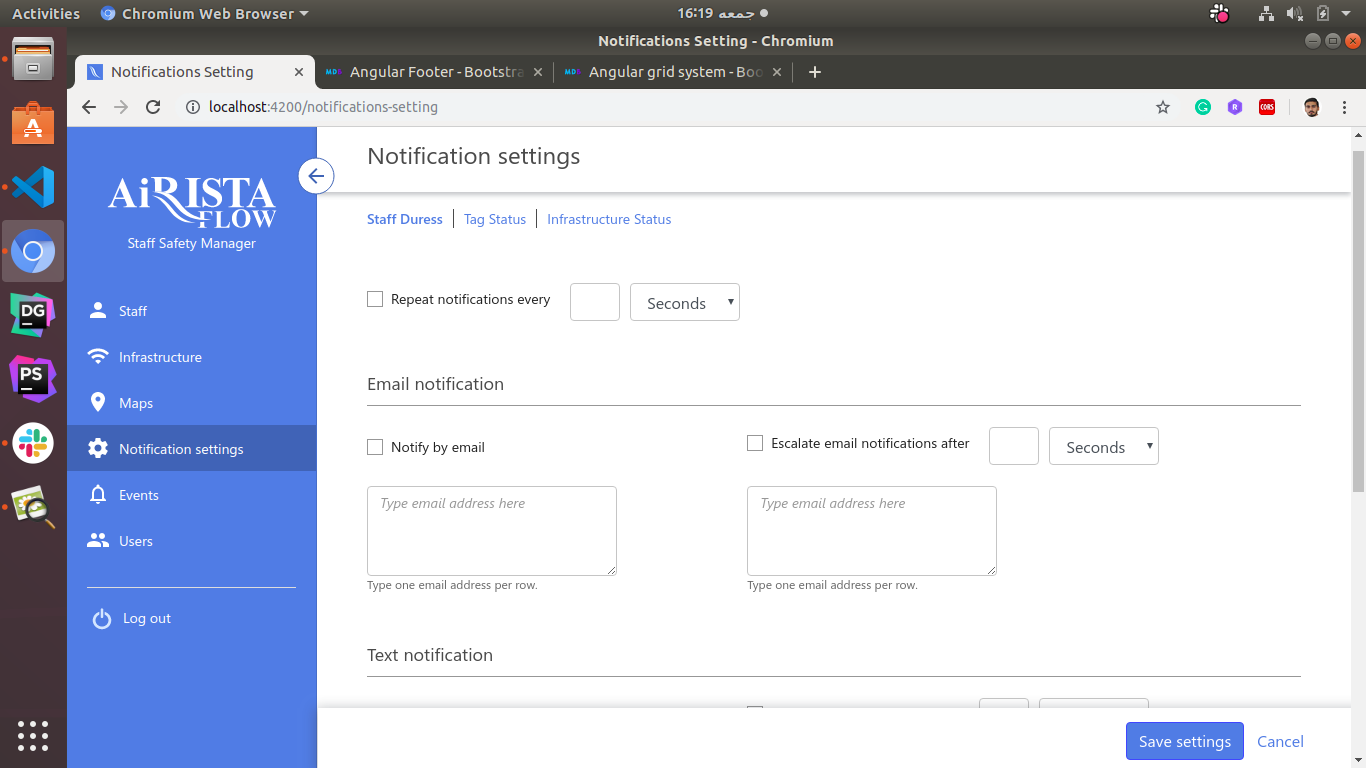 Activities
Chromium Web Browser
16:19 جمعه
Notifications Setting - Chromium
Notifications Setting
Angular Footer - Bootstra
Angular grid system - Boo
localhost:4200/notifications-setting
CORS
R
AiRISTA
FLOW
Staff Safety Manager
Staff
Infrastructure
Maps
Notification settings
Events
Users
Log out
DG
PS
Notification settings
Staff Duress | Tag Status | Infrastructure Status
Repeat notifications every
Seconds
Email notification
Notify by email
Escalate email notifications after
Seconds
Type email address here
Type email address here
Type one email address per row.
Type one email address per row.
Text notification
Save settings
Cancel